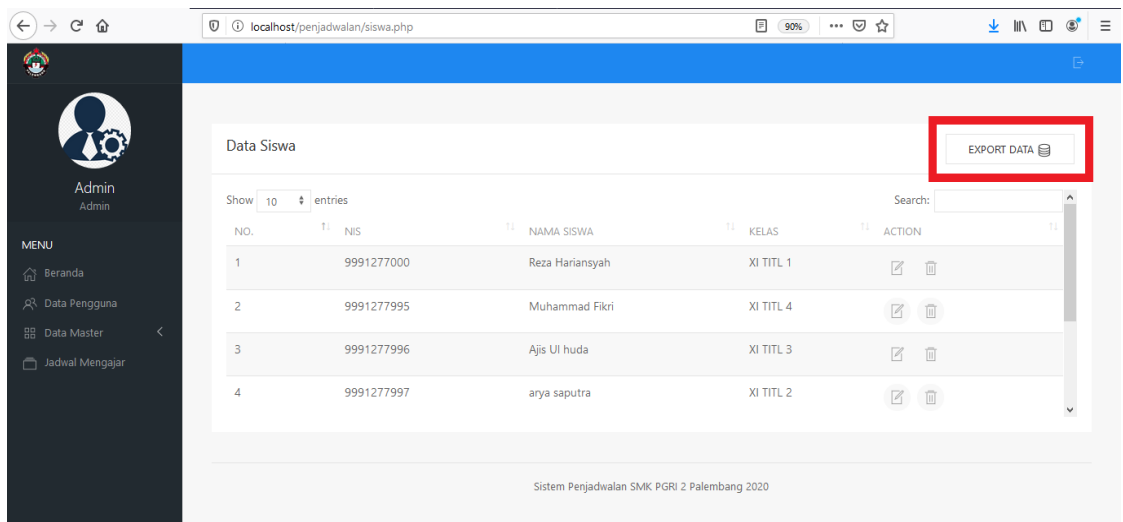 localhost/penjadwalan/siswa.php 90%
Admin
Admin
MENU
Beranda
Data Pengguna
Data Master
Jadwal Mengajar
Data Siswa
EXPORT DATA
Show 10 entries
Search:
NO. NIS NAMA SISWA KELAS ACTION
1 9991277000 Reza Hariansyah XI TITL 1
2 9991277995 Muhammad Fikri XI TITL 4
3 9991277996 Ajis Ul huda XI TITL 3
4 9991277997 arya saputra XI TITL 2
Sistem Penjadwalan SMK PGRI 2 Palembang 2020